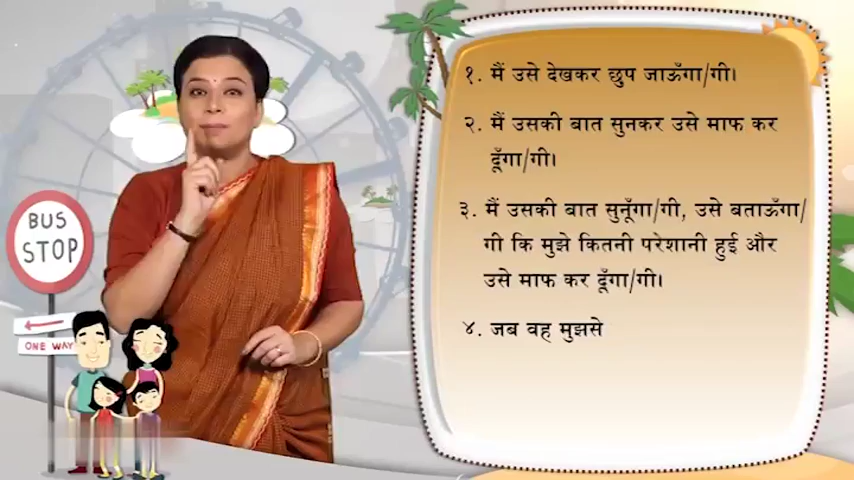 BUS
STOP
ONE WAY
१. मैं उसे देखकर छुप जाऊँगा/गी।
२. मैं उसकी बात सुनकर उसे माफ कर
दूँगा/गी।
३. मैं उसकी बात सुनूँगा/गी, उसे बताऊँगा/
गी कि मुझे कितनी परेशानी हुई और
उसे माफ कर दूँगा/गी।
४. जब वह मुझसे